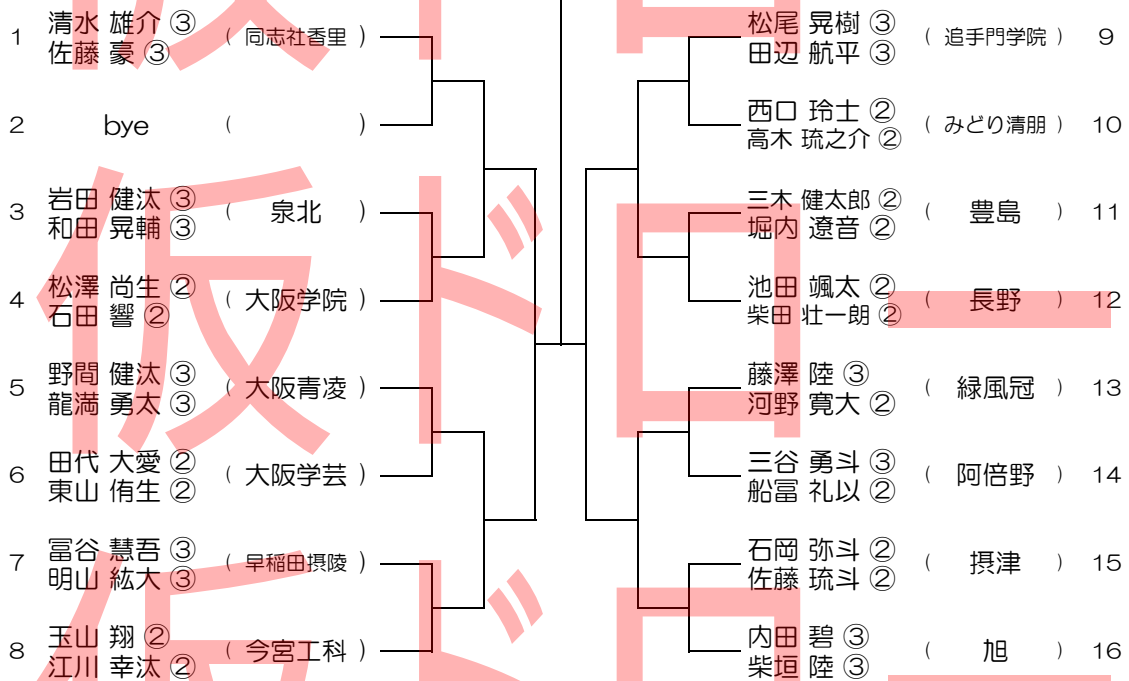 1 清水 雄介 ③
佐藤 豪 ③
( 同志社香里 )
2 bye ( )
3 岩田 健汰 ③
和田 晃輔 ③
( 泉北 )
4 松澤 尚生 ②
石田 響 ②
( 大阪学院 )
5 野間 健汰 ③
龍満 勇太 ③
( 大阪青凌 )
6 田代 大愛 ②
東山 侑生 ②
( 大阪学芸 )
7 冨谷 慧吾 ③
明山 紘大 ③
( 早稲田摂陵 )
8 玉山 翔 ②
江川 幸汰 ②
( 今宮工科 )
松尾 晃樹 ③
田辺 航平 ③
( 追手門学院 ) 9
西口 玲士 ②
高木 琉之介 ②
( みどり清朋 ) 10
三木 健太郎 ②
堀内 遼音 ②
( 豊島 ) 11
池田 颯太 ②
柴田 壮一朗 ②
( 長野 ) 12
藤澤 陸 ③
河野 寛大 ②
( 緑風冠 ) 13
三谷 勇斗 ③
船冨 礼以 ②
( 阿倍野 ) 14
石岡 弥斗 ②
佐藤 琉斗 ②
( 摂津 ) 15
内田 碧 ③
柴垣 陸 ③
( 旭 ) 16
仮ドロー
仮ドロー